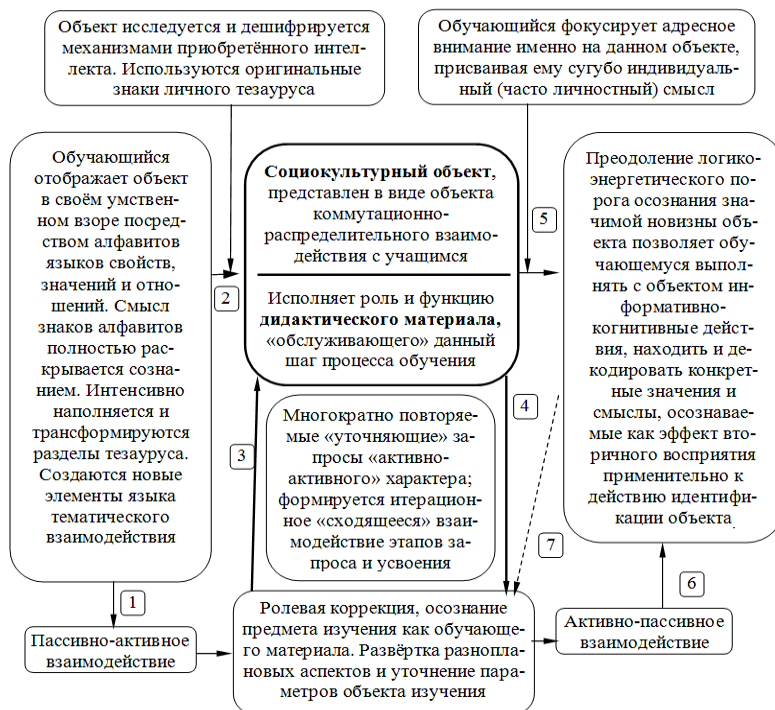 Объект исследуется и дешифрируется
механизмами приобретённого интел-
лекта. Используются оригинальные
знаки личного тезауруса
Обучающийся фокусирует адресное
внимание именно на данном объекте,
присваивая ему сугубо индивидуаль-
ный (часто личностный) смысл
Обучающийся
отображает объект
в своём умствен-
ном взоре посред-
ством алфавитов
языков свойств,
значений и отно-
шений. Смысл
знаков алфавитов
полностью рас-
крывается созна-
нием. Интенсивно
наполняется и
трансформируются
разделы тезауруса.
Создаются новые
элементы языка
тематического
взаимодействия
2
Социокультурный объект,
представлен в виде объекта
коммутационно-
распределительного взаимо-
действия с учащимся
Исполняет роль и функцию
дидактического материала,
«обслуживающего» данный
шаг процесса обучения
5
Преодоление логико-
энергетического по-
рога осознания зна-
чимой новизны объ-
екта позволяет обу-
чающемуся выпол-
нять с объектом ин-
формативно-
когнитивные дейст-
вия, находить и де-
кодировать конкрет-
ные значения и
смыслы, осознавае-
мые как эффект вто-
ричного восприятия
применительно к
действию идентифи-
кации объекта.
3
Многократно повторяе-
мые «уточняющие» за-
просы «активно-
активного» характера;
формируется итерацион-
ное «сходящееся» взаи-
модействие этапов за-
проса и усвоения
4
7
1
6
Пассивно-активное
взаимодействие
Ролевая коррекция, осознание
предмета изучения как обучающе-
го материала. Развёртка разнопла-
новых аспектов и уточнение пара-
метров объекта изучения
Активно-пассивное
взаимодействие